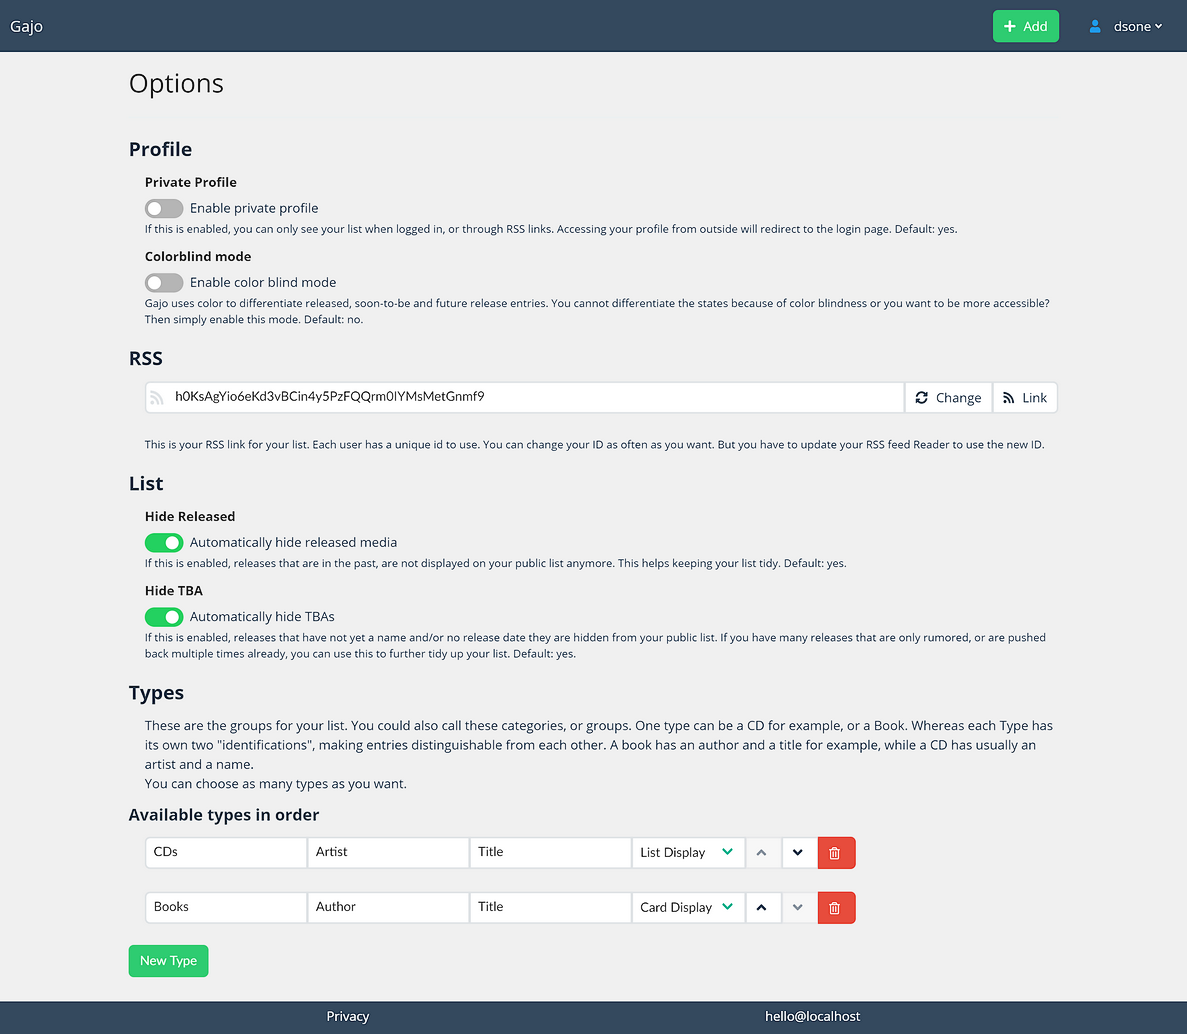 Gajo
Add
dsone
Options
Profile
Private Profile
Enable private profile
If this is enabled, you can only see your list when logged in, or through RSS links. Accessing your profile from outside will redirect to the login page. Default: yes.
Colorblind mode
Enable color blind mode
Gajo uses color to differentiate released, soon-to-be and future release entries. You cannot differentiate the states because of color blindness or you want to be more accessible?
Then simply enable this mode. Default: no.
RSS
h0KsAgYio6eKd3vBCin4y5PzFQQrm0IYMsMetGnmf9
Change
Link
This is your RSS link for your list. Each user has a unique id to use. You can change your ID as often as you want. But you have to update your RSS feed Reader to use the new ID.
List
Hide Released
Automatically hide released media
If this is enabled, releases that are in the past, are not displayed on your public list anymore. This helps keeping your list tidy. Default: yes.
Hide TBA
Automatically hide TBAs
If this is enabled, releases that have not yet a name and/or no release date they are hidden from your public list. If you have many releases that are only rumored, or are pushed
back multiple times already, you can use this to further tidy up your list. Default: yes.
Types
These are the groups for your list. You could also call these categories, or groups. One type can be a CD for example, or a Book. Whereas each Type has
its own two "identifications", making entries distinguishable from each other. A book has an author and a title for example, while a CD has usually an
artist and a name.
You can choose as many types as you want.
Available types in order
CDs Artist Title List Display
Books Author Title Card Display
New Type
Privacy
hello@localhost